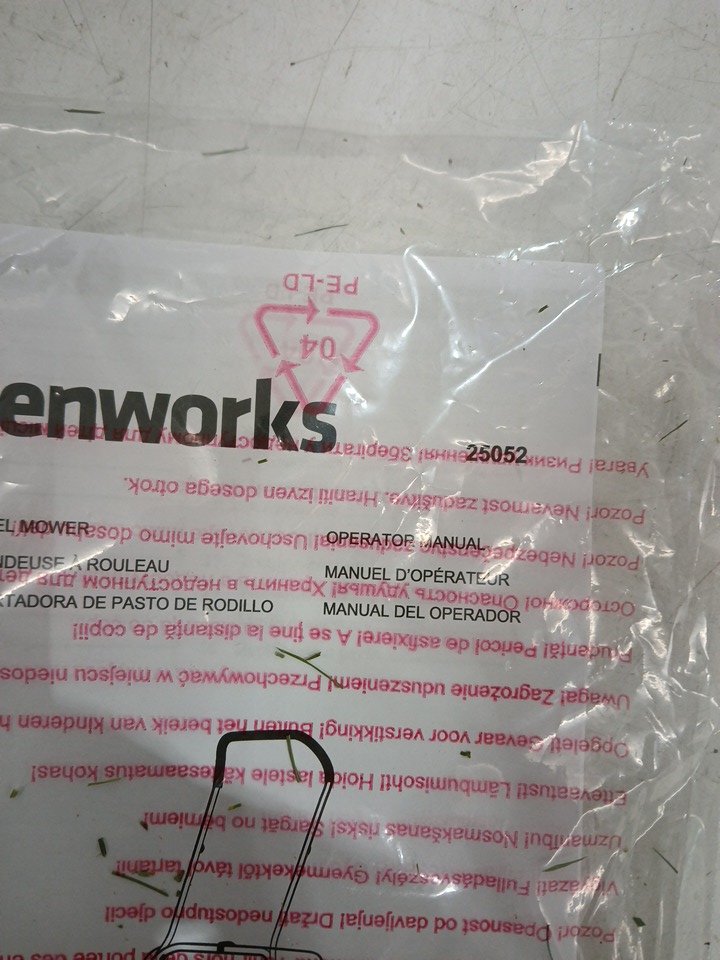 PE-LD
04
enworks
25052
Увага! Ризик Зберігати у
Pozor! Nevarnost zadušitve. Hraniti izven dosega otrok.
EL MOWER
OPERATOR MANUAL
Pozor! Nebezpečenstvo zadusenia! Uschovajte mimo dosahu
NDEUSE À ROULEAU
MANUEL D'OPÉRATEUR
Осторожно! Опасность удушья! Хранить в недоступном для
RTADORA DE PASTO DE RODILLO
MANUAL DEL OPERADOR
Prudanță! Pericol de asfixiere! A se ține la distanță de copii!
Uwaga! Zagrożenie uduszeniem! Przechowywać w miejscu niedos
Opgelet! Gevaar voor verstikking! Buiten het bereik van kinderen h
Ettevaatust! Lämbumisoht! Hoida lastele kättesaamatus kohas!
Uzmanību! Nosmakšanas risks! Sargāt no bērniem!
Vigyázat! Fulladásveszély! Gyermekektől távol tartani!
Pozor! Opasnost od davljenja! Držati nedostupno djeci!